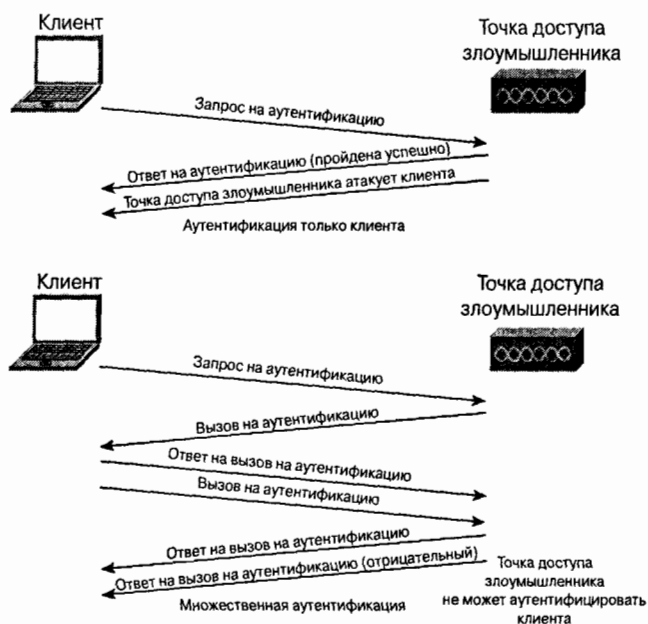 Клиент
Точка доступа
злоумышленника
Запрос на аутентификацию
Ответ на аутентификацию (пройдена успешно)
Точка доступа злоумышленника атакует клиента
Аутентификация только клиента
Клиент
Точка доступа
злоумышленника
Запрос на аутентификацию
Вызов на аутентификацию
Ответ на вызов на аутентификацию
Вызов на аутентификацию
Ответ на вызов на аутентификацию
Ответ на вызов на аутентификацию (отрицательный)
Множественная аутентификация
Точка доступа
злоумышленника
не может аутентифицировать
клиента